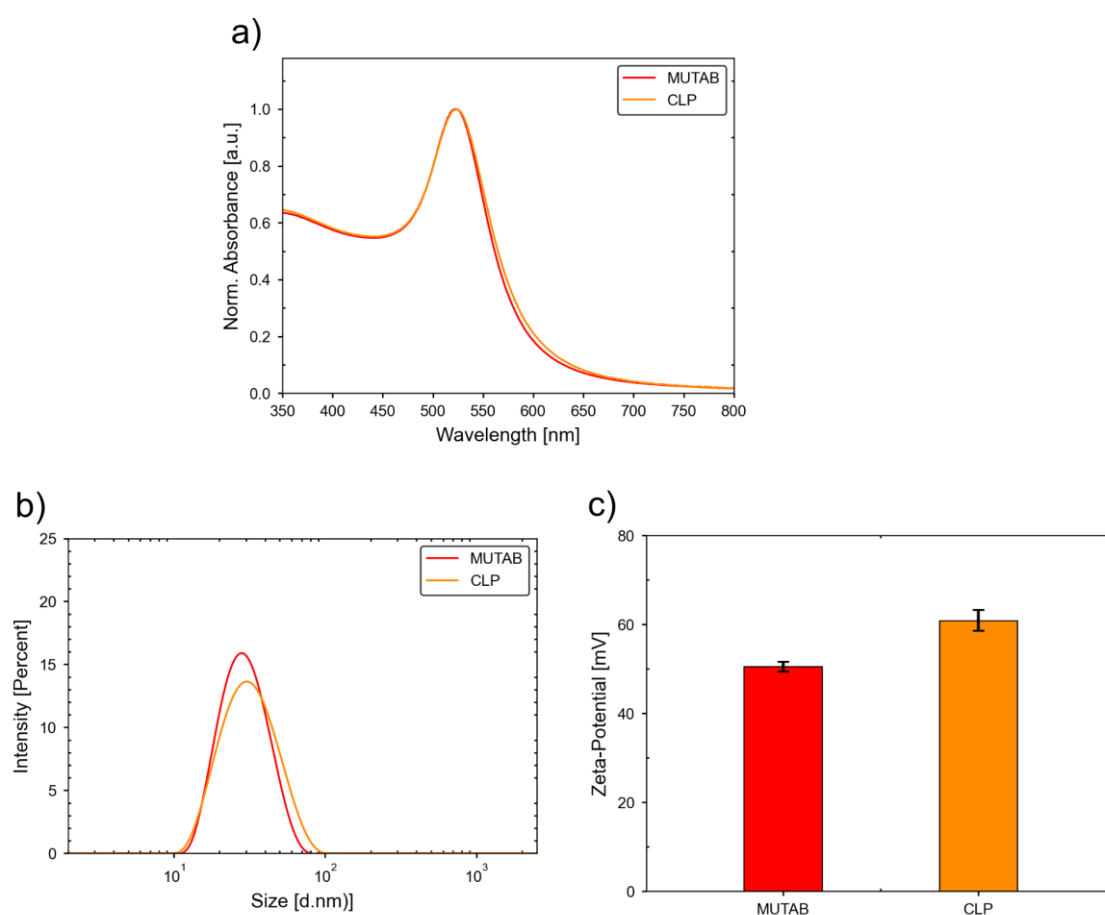 a)
MUTAB
CLP
Norm. Absorbance [a.u.]
1.0
0.8
0.6
0.4
0.2
0.0
350 400 450 500 550 600 650 700 750 800
Wavelength [nm]
b)
MUTAB
CLP
Intensity [Percent]
25
20
15
10
5
0
10¹ 10² 10³
Size [d.nm)]
c)
Zeta-Potential [mV]
80
60
40
20
0
MUTAB CLP